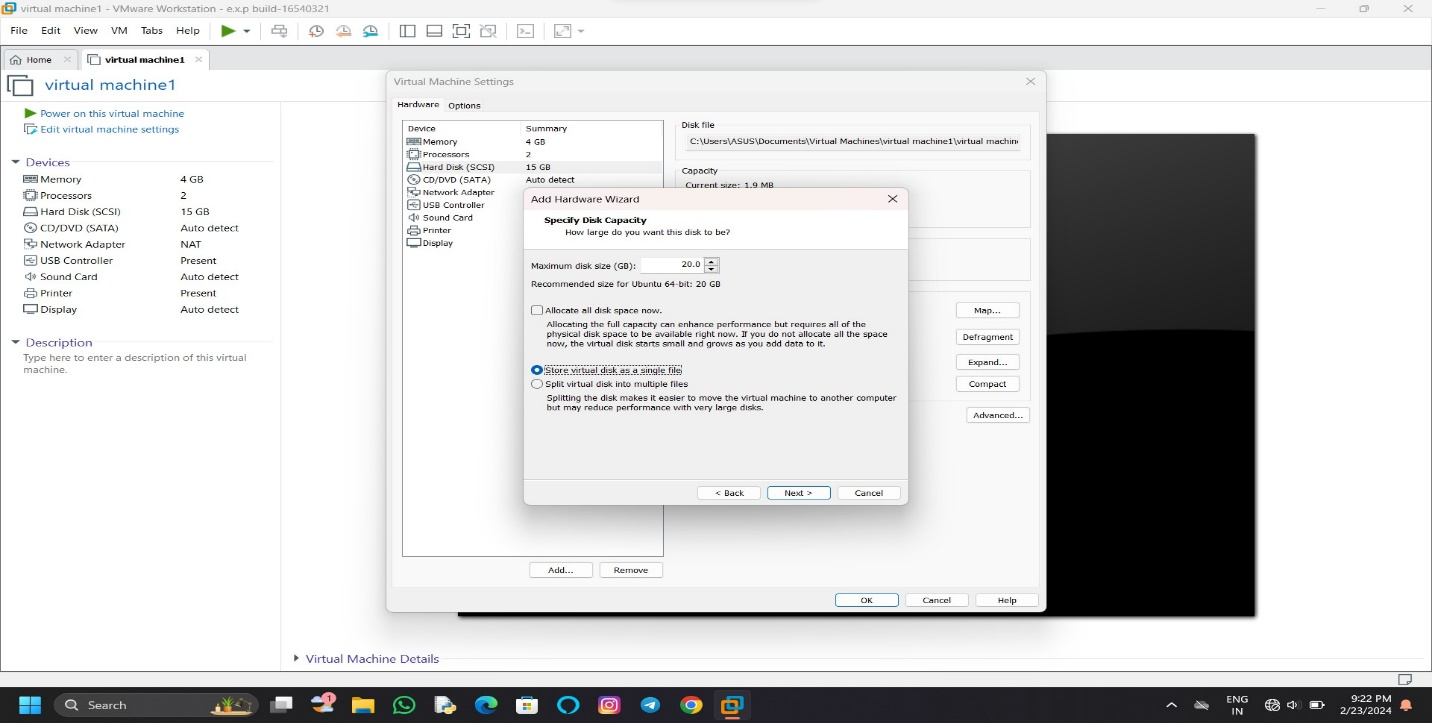 virtual machine1 - VMware Workstation - e.x.p build-16540321
File Edit View VM Tabs Help
Home virtual machine1
virtual machine1
Power on this virtual machine
Edit virtual machine settings
Devices
Memory 4 GB
Processors 2
Hard Disk (SCSI) 15 GB
CD/DVD (SATA) Auto detect
Network Adapter NAT
USB Controller Present
Sound Card Auto detect
Printer Present
Display Auto detect
Description
Type here to enter a description of this virtual
machine.
Virtual Machine Settings
Hardware Options
Device Summary
Memory 4 GB
Processors 2
Hard Disk (SCSI) 15 GB
CD/DVD (SATA) Auto detect
Network Adapter
USB Controller
Sound Card
Printer
Display
Add... Remove
Disk file
C:\Users\ASUS\Documents\Virtual Machines\virtual machine1\virtual machin
Capacity
Current size: 1.9 MB
Map...
Defragment
Expand...
Compact
Advanced...
OK Cancel Help
Add Hardware Wizard
Specify Disk Capacity
How large do you want this disk to be?
Maximum disk size (GB): 20.0
Recommended size for Ubuntu 64-bit: 20 GB
Allocate all disk space now.
Allocating the full capacity can enhance performance but requires all of the
physical disk space to be available right now. If you do not allocate all the space
now, the virtual disk starts small and grows as you add data to it.
Store virtual disk as a single file
Split virtual disk into multiple files
Splitting the disk makes it easier to move the virtual machine to another computer
but may reduce performance with very large disks.
< Back Next > Cancel
Virtual Machine Details
Search
1
ENG
IN
9:22 PM
2/23/2024